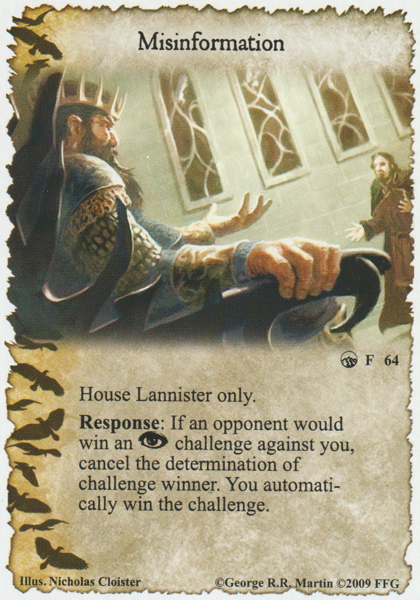 Misinformation
F 64
House Lannister only.
Response: If an opponent would
win an challenge against you,
cancel the determination of
challenge winner. You automati-
cally win the challenge.
Illus. Nicholas Cloister ©George R.R. Martin ©2009 FFG